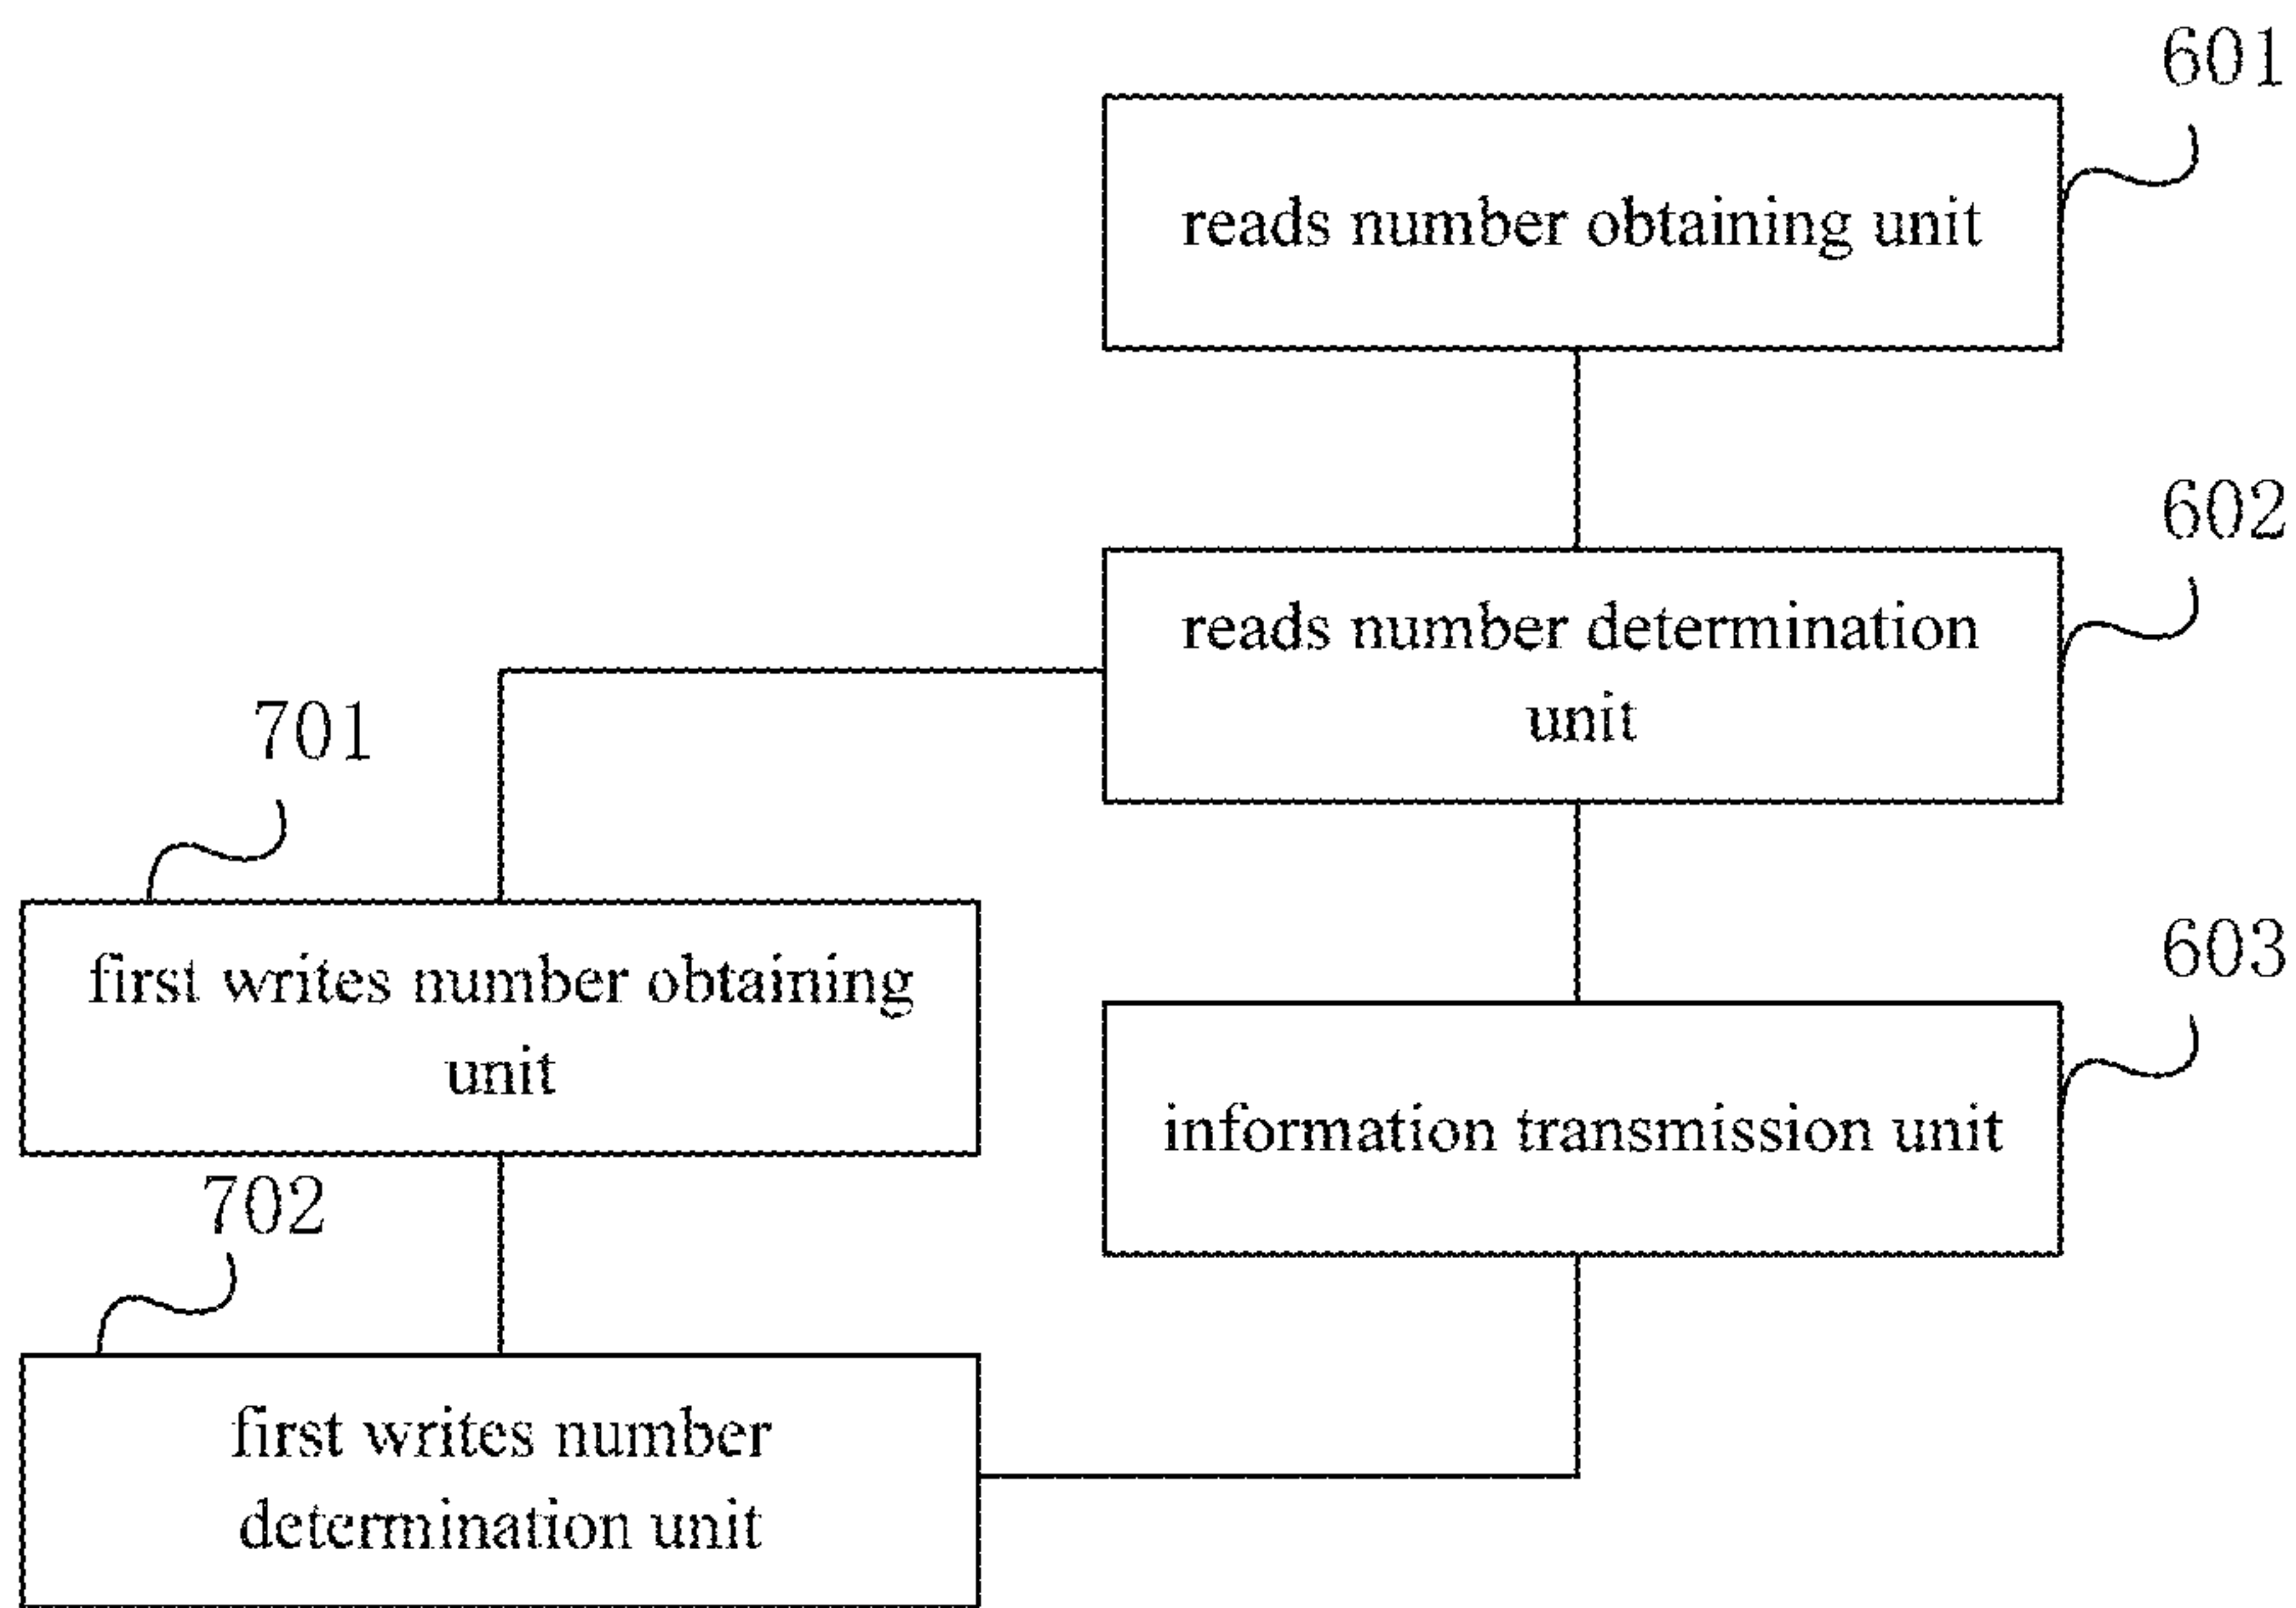 601
reads number obtaining unit
602
reads number determination
unit
701
first writes number obtaining
unit
603
information transmission unit
702
first writes number
determination unit